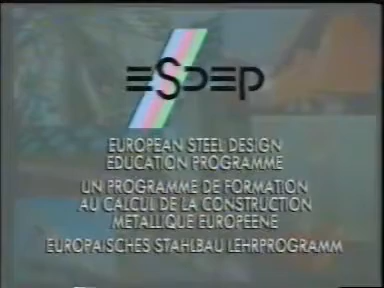 ESDEP
EUROPEAN STEEL DESIGN
EDUCATION PROGRAMME
UN PROGRAMME DE FORMATION
AU CALCUL DE LA CONSTRUCTION
METALLIQUE EUROPEENE
EUROPAISCHES STAHLBAU LEHRPROGRAMM